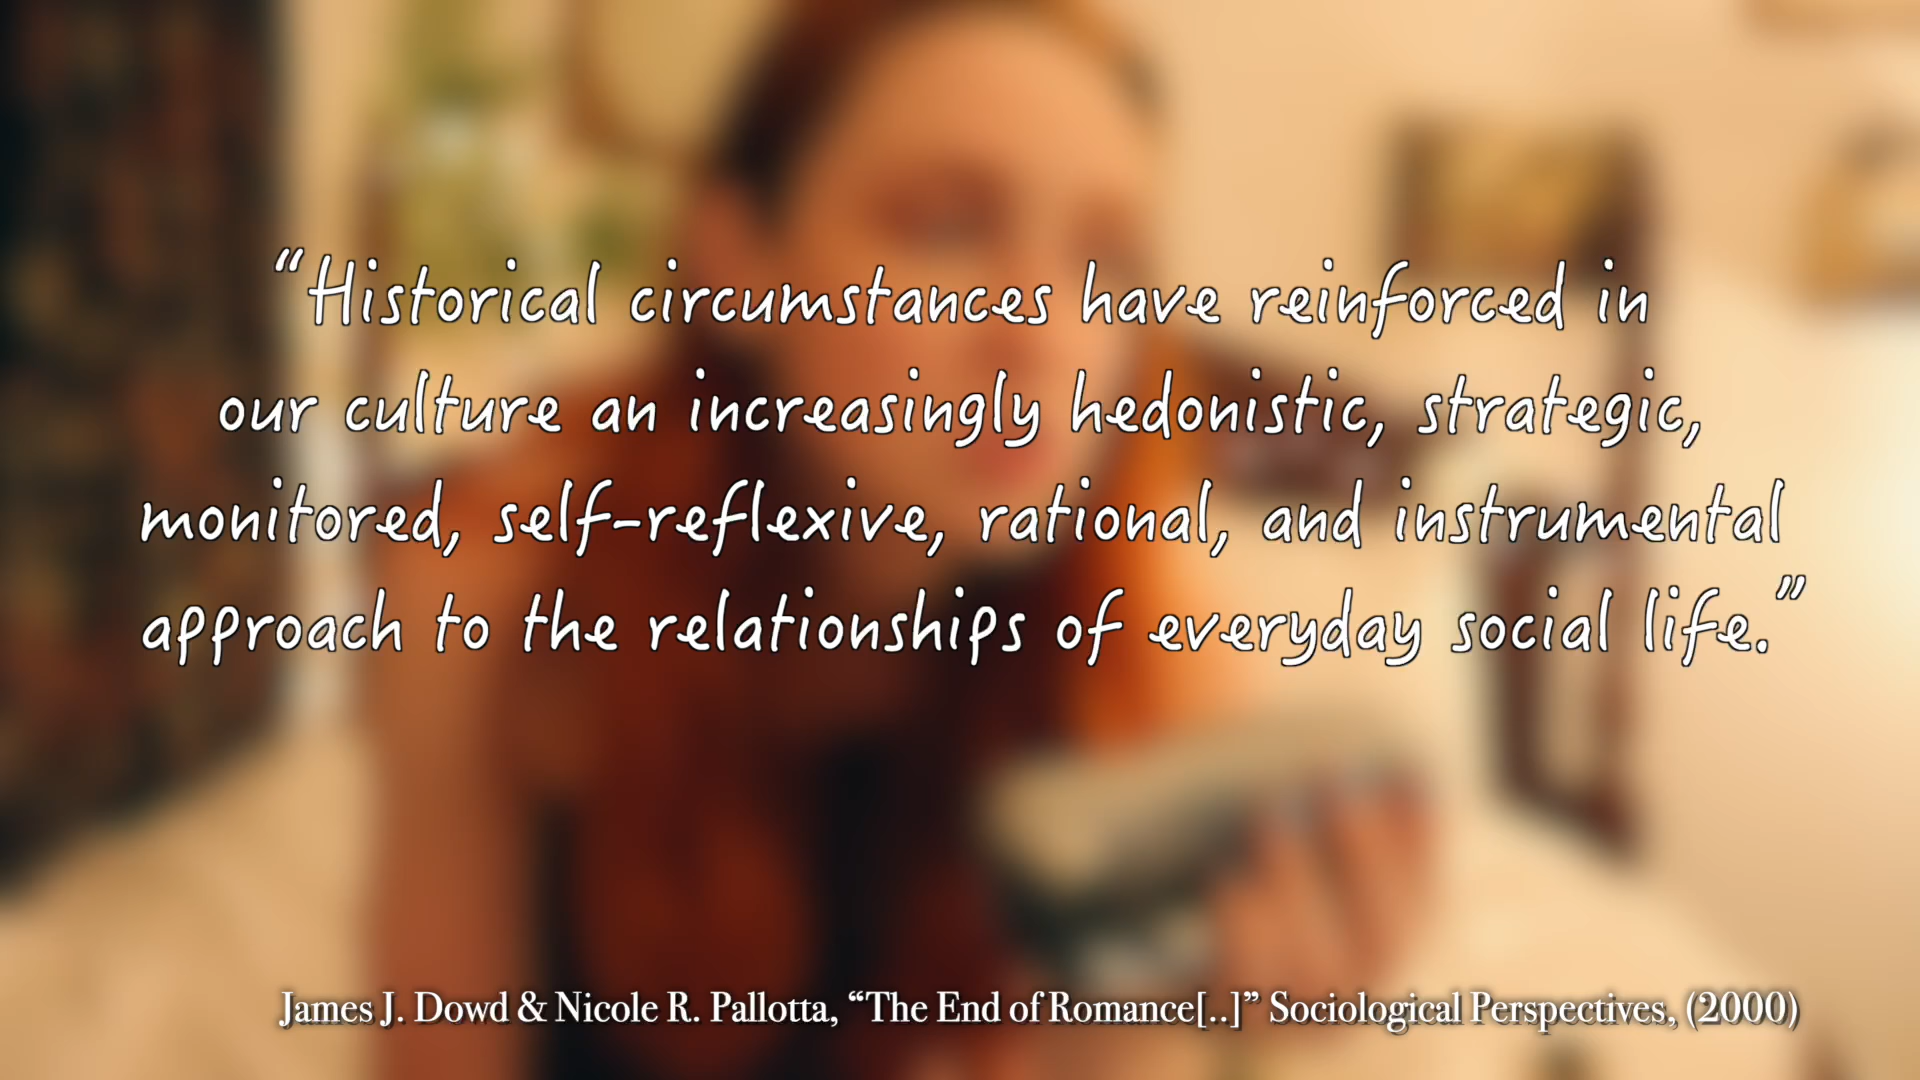 “Historical circumstances have reinforced in
our culture an increasingly hedonistic, strategic,
monitored, self-reflexive, rational, and instrumental
approach to the relationships of everyday social life.”
James J. Dowd & Nicole R. Pallotta, “The End of Romance[..]” Sociological Perspectives, (2000)